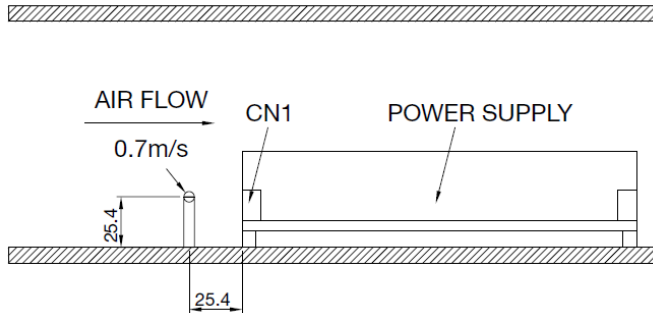 AIR FLOW
CN1
POWER SUPPLY
0.7m/s
25.4
25.4